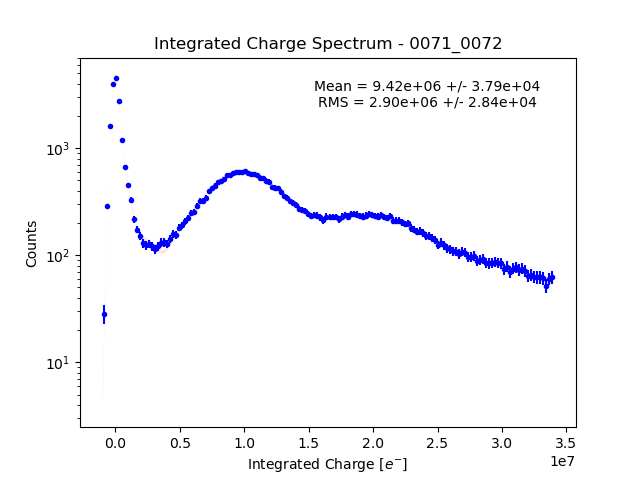 Integrated Charge Spectrum - 0071_0072
Mean = 9.42e+06 +/- 3.79e+04
RMS = 2.90e+06 +/- 2.84e+04
Counts
10³
10²
10¹
0.0 0.5 1.0 1.5 2.0 2.5 3.0 3.5
1e7
Integrated Charge [e⁻]